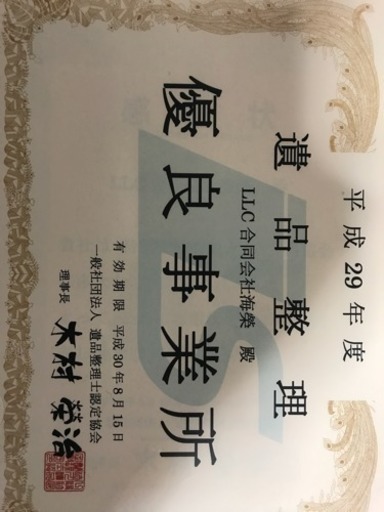 平成29年度
遺品整理
LLC合同会社海榮 殿
優良事業所
有効期限 平成30年8月15日
一般社団法人 遺品整理士認定協会
理事長 木村榮治